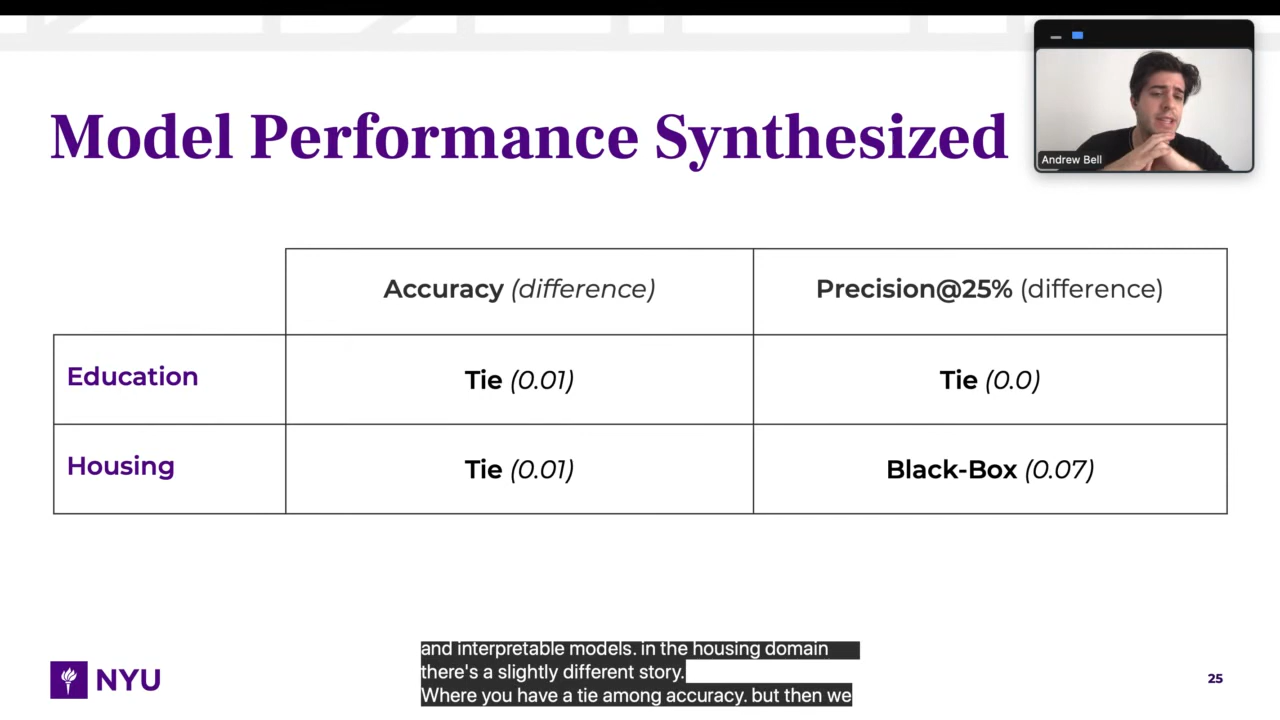 Model Performance Synthesized
Andrew Bell
Accuracy (difference)
Precision@25% (difference)
Education
Tie (0.01)
Tie (0.0)
Housing
Tie (0.01)
Black-Box (0.07)
and interpretable models. in the housing domain
there's a slightly different story.
Where you have a tie among accuracy. but then we
NYU
25